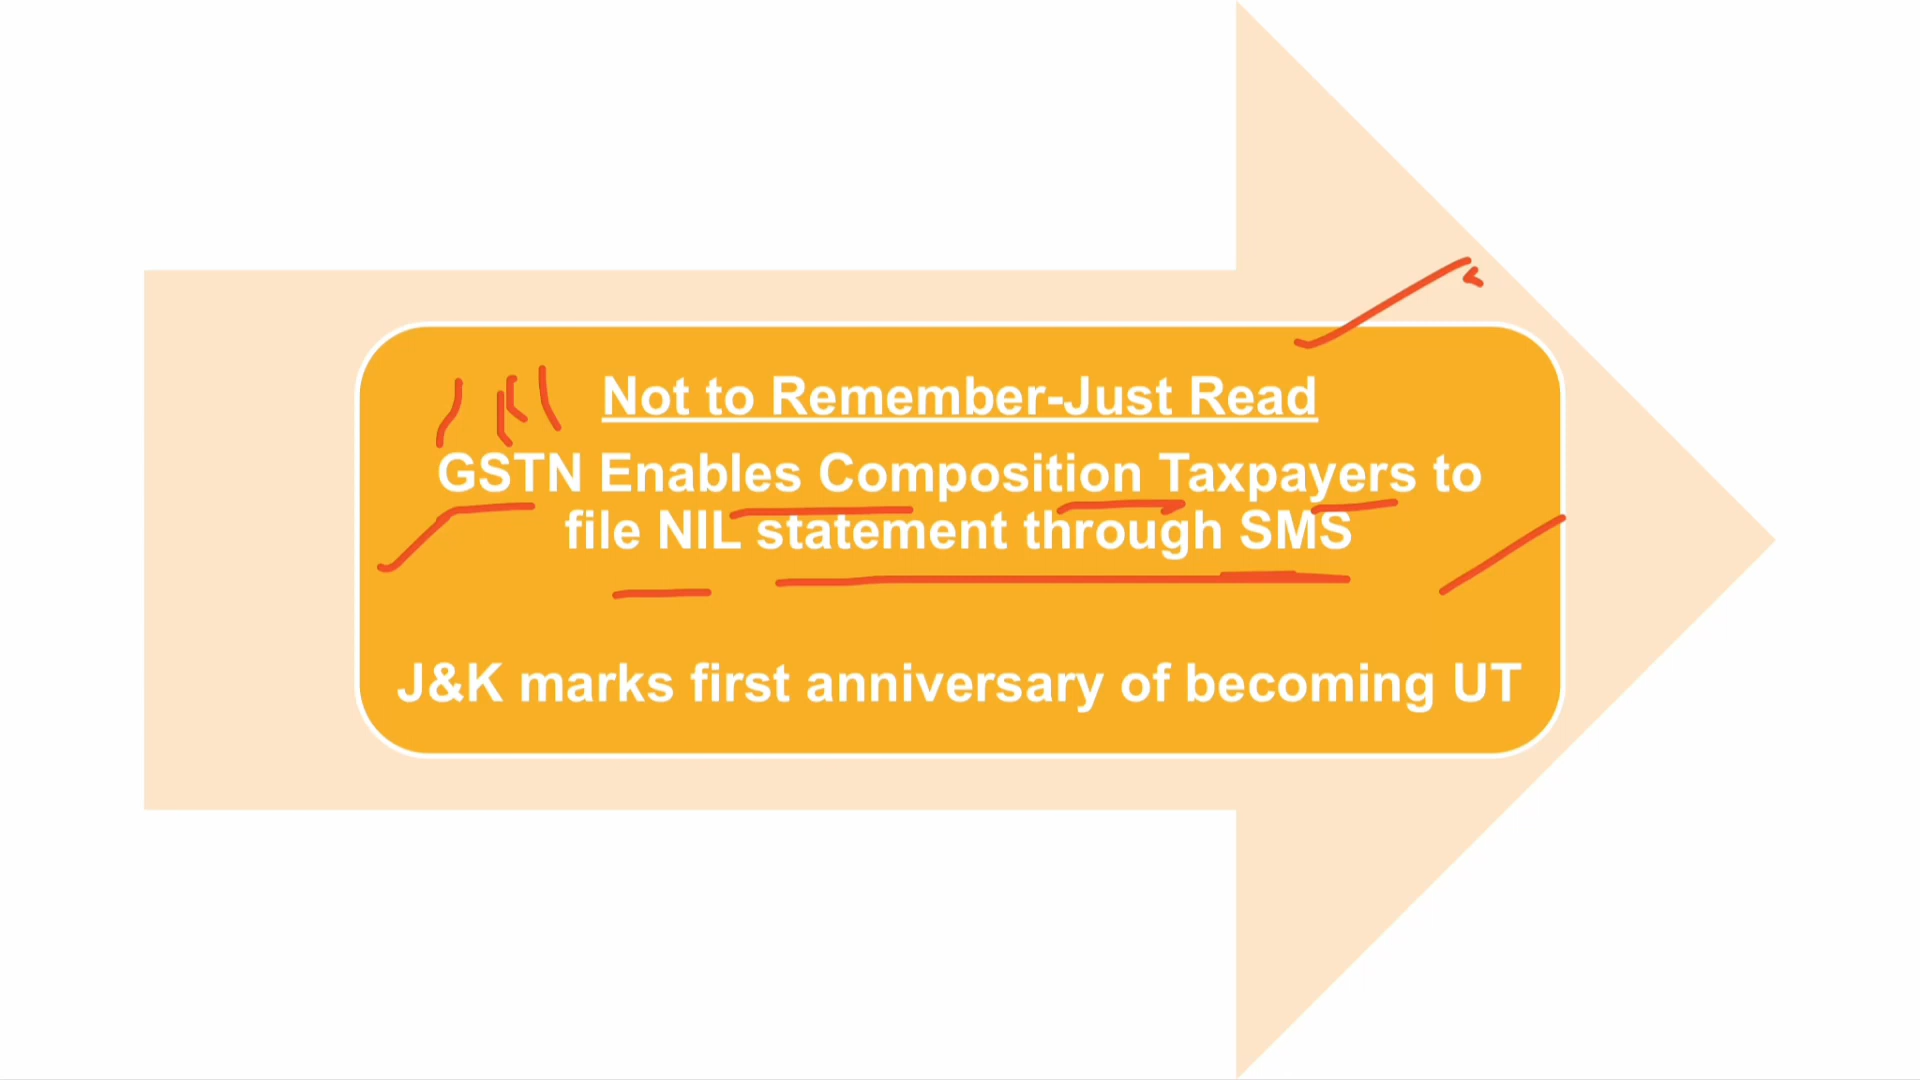 Not to Remember-Just Read
GSTN Enables Composition Taxpayers to
file NIL statement through SMS
J&K marks first anniversary of becoming UT